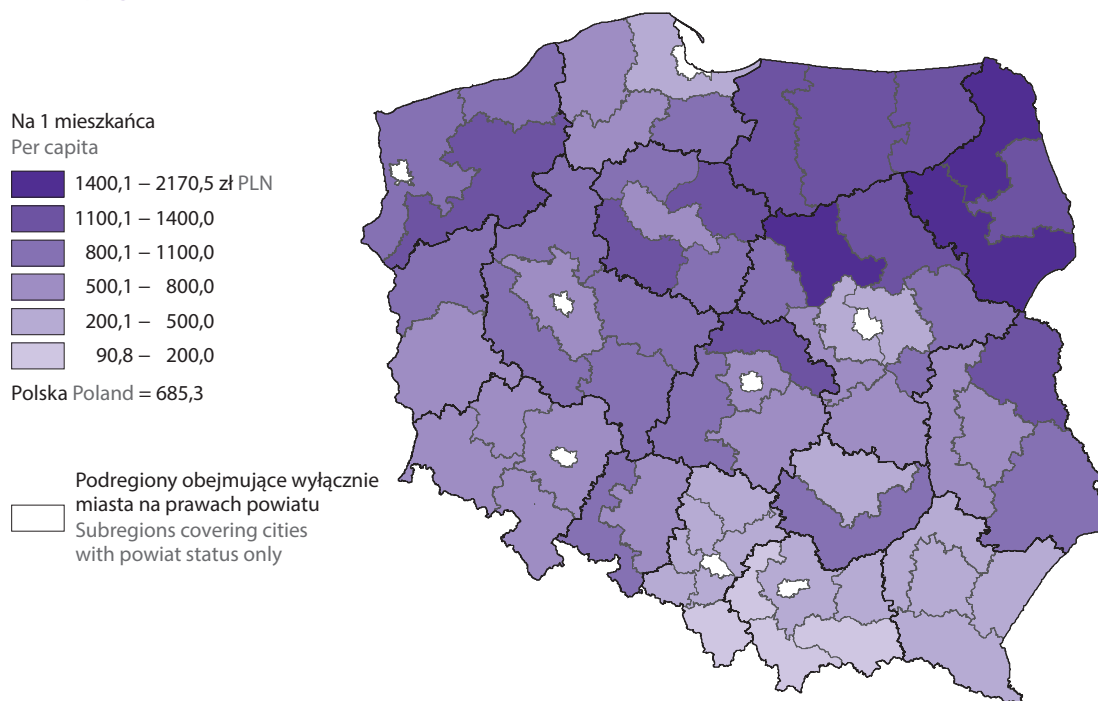 Na 1 mieszkańca
Per capita
1400,1 – 2170,5 zł PLN
1100,1 – 1400,0
800,1 – 1100,0
500,1 – 800,0
200,1 – 500,0
90,8 – 200,0
Polska Poland = 685,3
Podregiony obejmujące wyłącznie
miasta na prawach powiatu
Subregions covering cities
with powiat status only